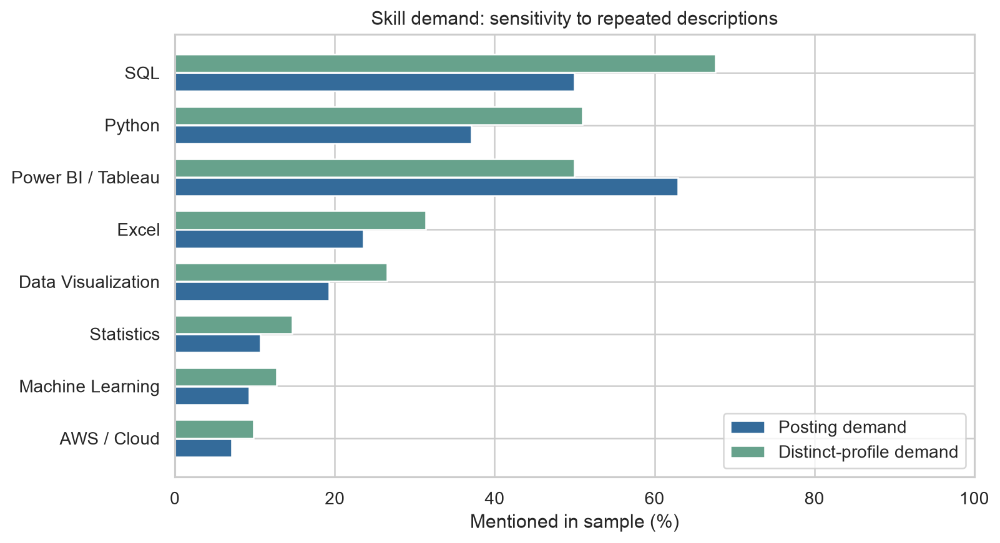 Skill demand: sensitivity to repeated descriptions
SQL
Python
Power BI / Tableau
Excel
Data Visualization
Statistics
Machine Learning
AWS / Cloud
Posting demand
Distinct-profile demand
0 20 40 60 80 100
Mentioned in sample (%)